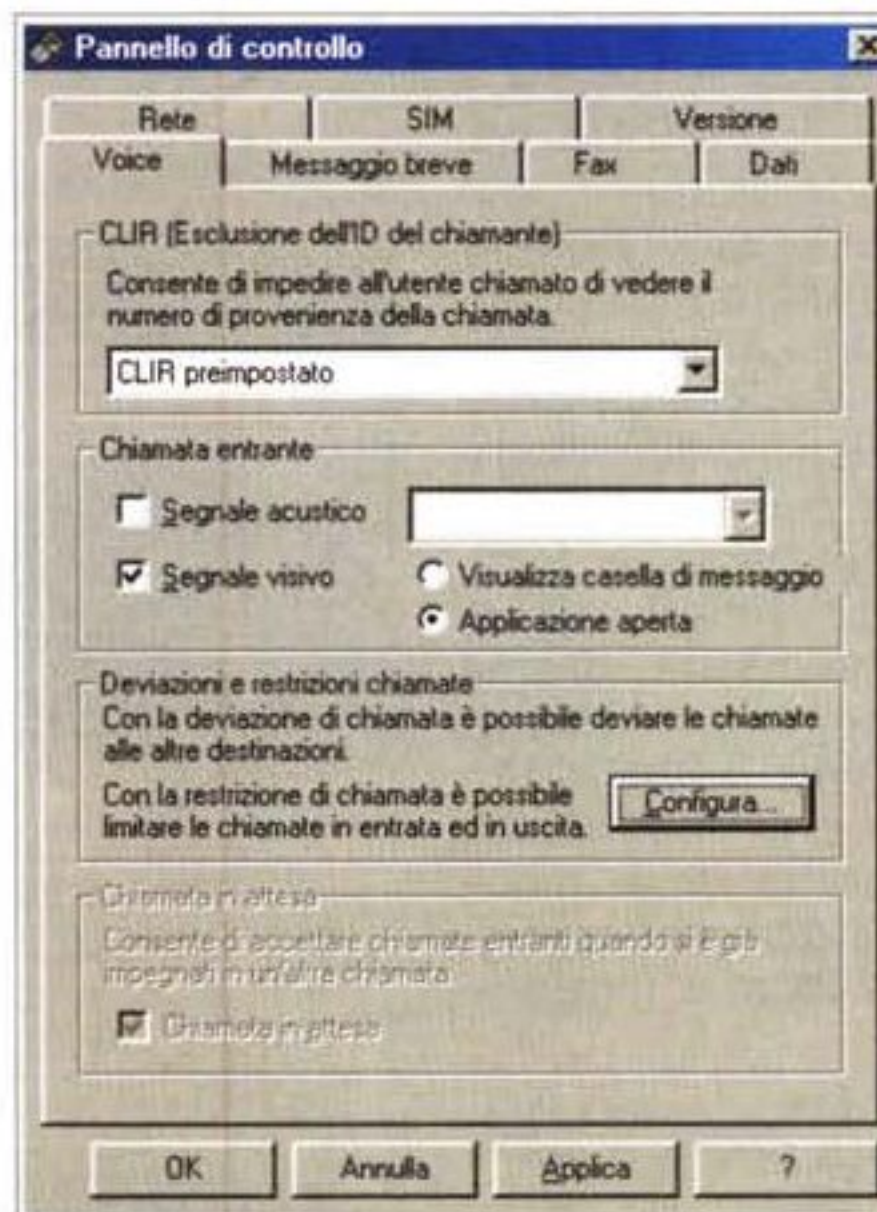 Pannello di controllo
Rete SIM Versione
Voice Messaggio breve Fax Dati
CLIR (Esclusione dell'ID del chiamante)
Consente di impedire all'utente chiamato di vedere il
numero di provenienza della chiamata.
CLIR preimpostato
Chiamata entrante
Segnale acustico
Segnale visivo
Visualizza casella di messaggio
Applicazione aperta
Deviazioni e restrizioni chiamate
Con la deviazione di chiamata è possibile deviare le chiamate
alle altre destinazioni.
Con la restrizione di chiamata è possibile
limitare le chiamate in entrata ed in uscita.
Configura...
Chiamata in attesa
Consente di accettare chiamate entranti quando si è già
impegnati in un'altra chiamata
Chiamata in attesa
OK Annulla Applica ?